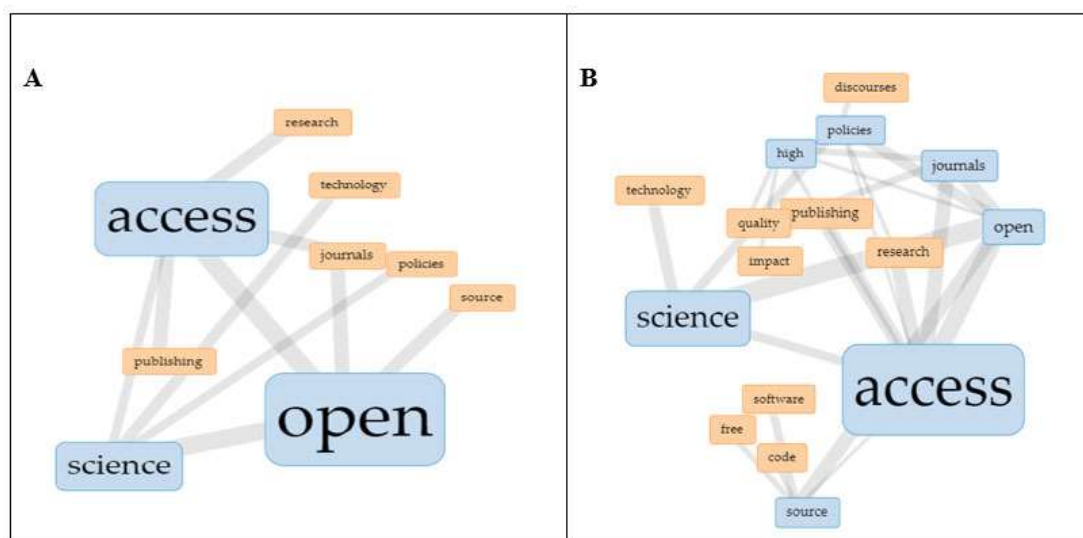 A
research
technology
access
journals
policies
source
publishing
open
science
B
discourses
policies
high
journals
technology
publishing
quality
open
research
impact
science
access
software
free
code
source